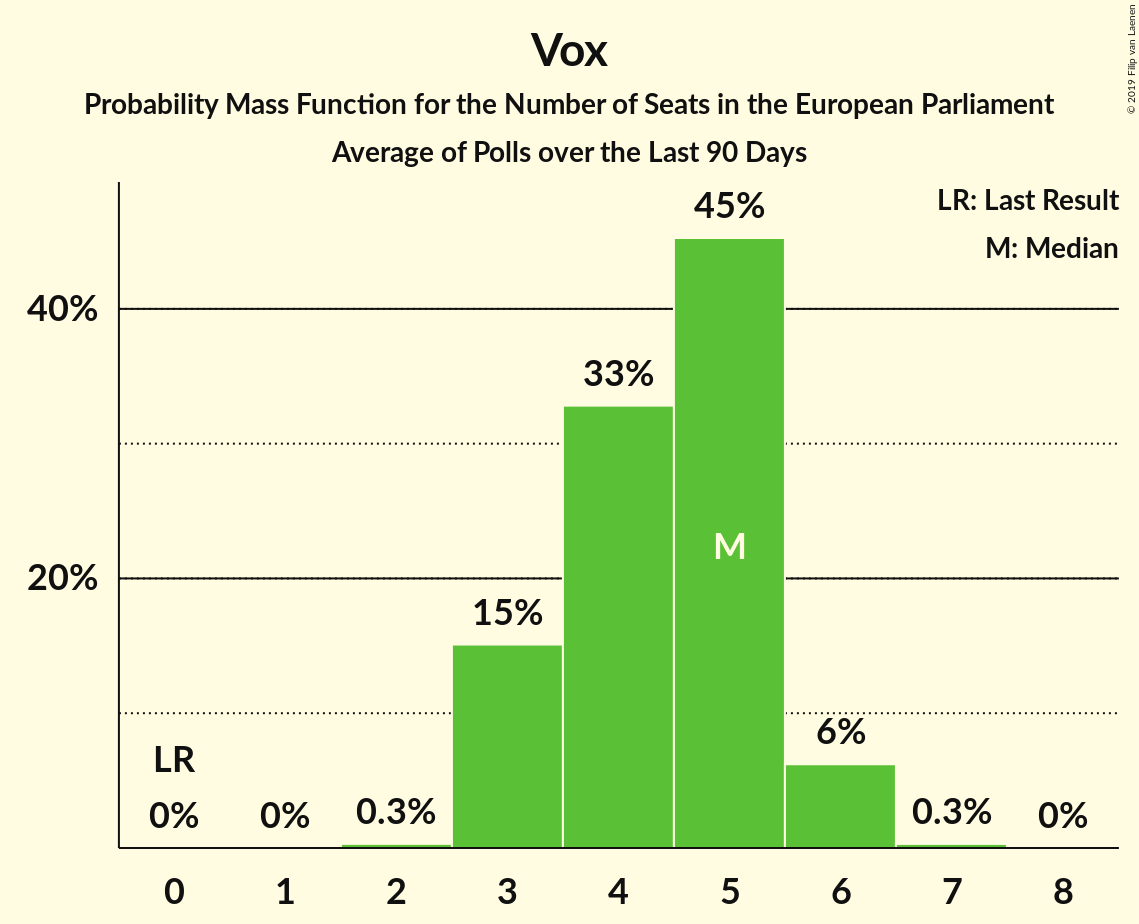 Vox
Probability Mass Function for the Number of Seats in the European Parliament
Average of Polls over the Last 90 Days
© 2019 Filip van Laenen
LR: Last Result
M: Median
45%
40%
33%
M
20%
15%
6%
LR
0%
0%
0.3%
0.3%
0%
0 1 2 3 4 5 6 7 8